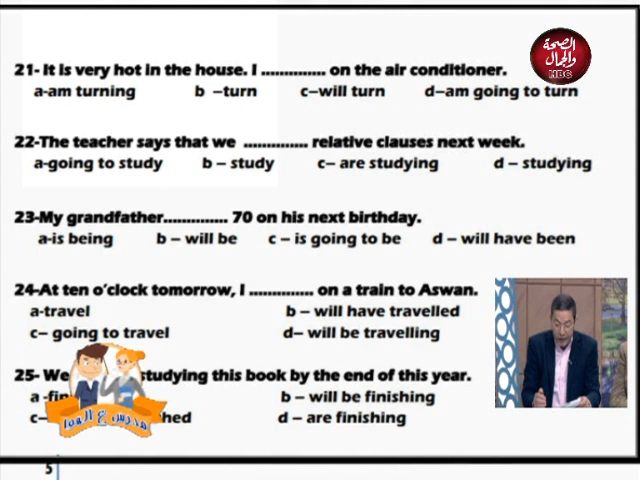 الصحة
والجمال
HBC
21- It is very hot in the house. I .............. on the air conditioner.
a-am turning b –turn c–will turn d–am going to turn
22-The teacher says that we .............. relative clauses next week.
a-going to study b – study c– are studying d – studying
23-My grandfather.............. 70 on his next birthday.
a-is being b – will be c – is going to be d – will have been
24-At ten o’clock tomorrow, I .............. on a train to Aswan.
a-travel b – will have travelled
c– going to travel d– will be travelling
25- We studying this book by the end of this year.
a b – will be finishing
c– d – are finishing
مدرس ع الهوا
5